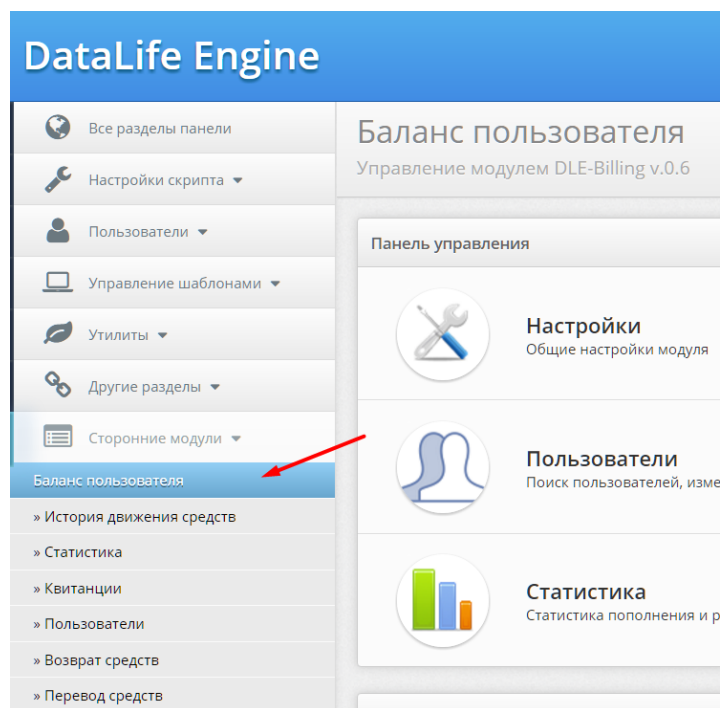 DataLife Engine
Все разделы панели
Настройки скрипта
Пользователи
Управление шаблонами
Утилиты
Другие разделы
Сторонние модули
Баланс пользователя
» История движения средств
» Статистика
» Квитанции
» Пользователи
» Возврат средств
» Перевод средств
Баланс пользователя
Управление модулем DLE-Billing v.0.6
Панель управления
Настройки
Общие настройки модуля
Пользователи
Поиск пользователей, изме
Статистика
Статистика пополнения и р